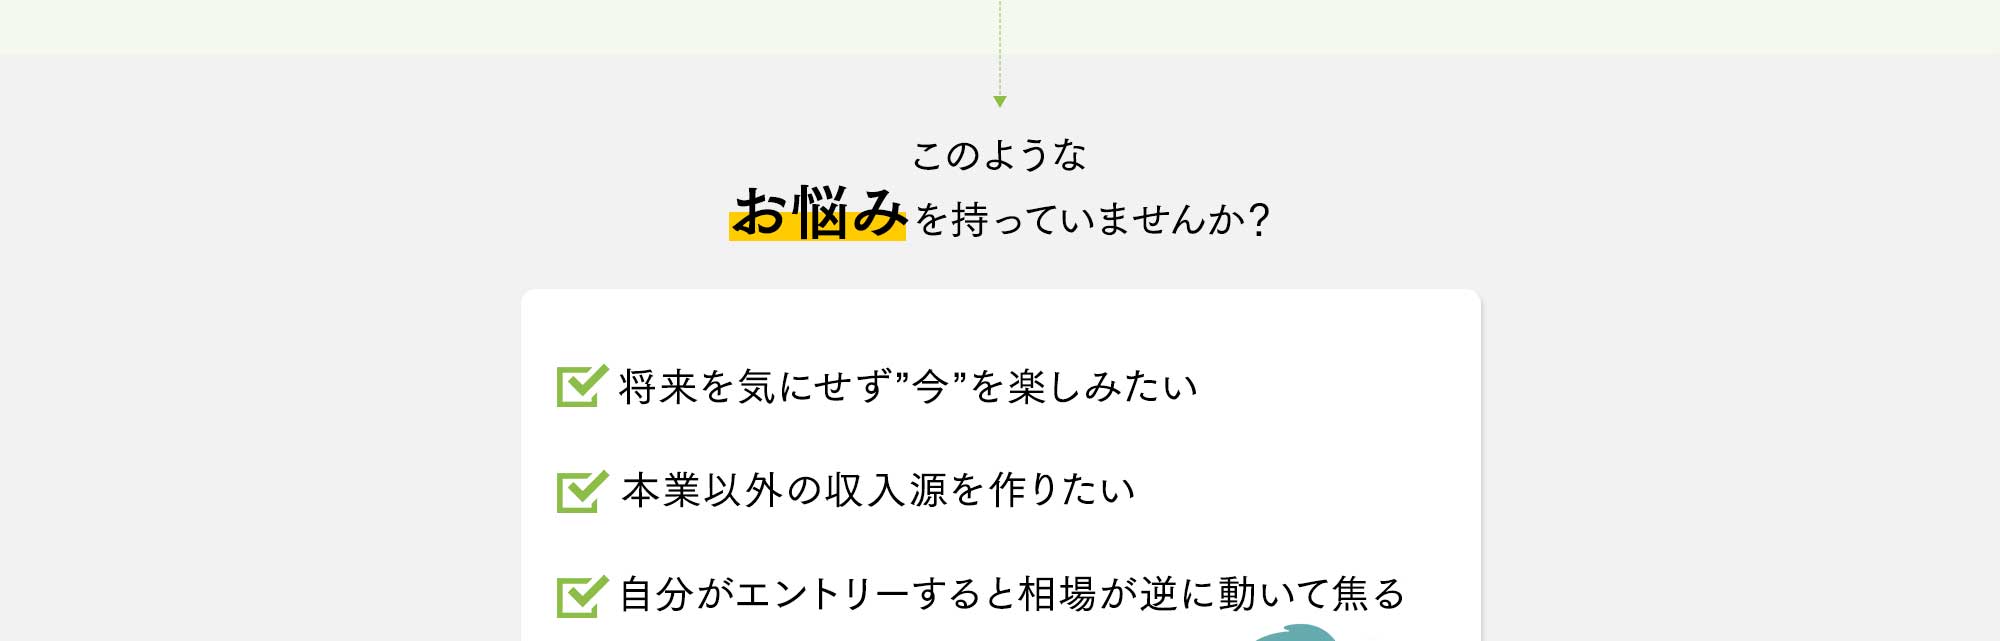 このような
お悩みを持っていませんか？
将来を気にせず”今”を楽しみたい
本業以外の収入源を作りたい
自分がエントリーすると相場が逆に動いて焦る